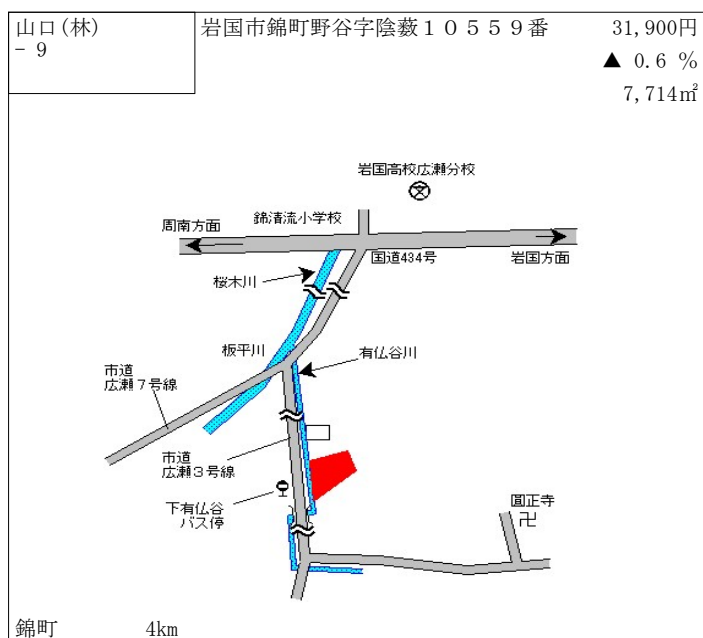 山口(林)
－9
岩国市錦町野谷字陰薮１０５５９番
31,900円
▲ 0.6 %
7,714㎡
岩国高校広瀬分校
錦清流小学校
周南方面
国道434号
岩国方面
桜木川
板平川
有仏谷川
市道
広瀬７号線
市道
広瀬３号線
下有仏谷
バス停
圓正寺
卍
錦町 4km